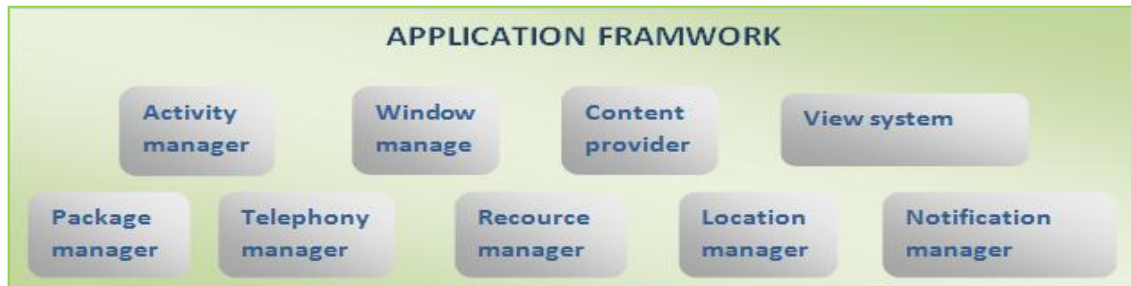 APPLICATION FRAMWORK
Activity
manager
Window
manage
Content
provider
View system
Package
manager
Telephony
manager
Recource
manager
Location
manager
Notification
manager